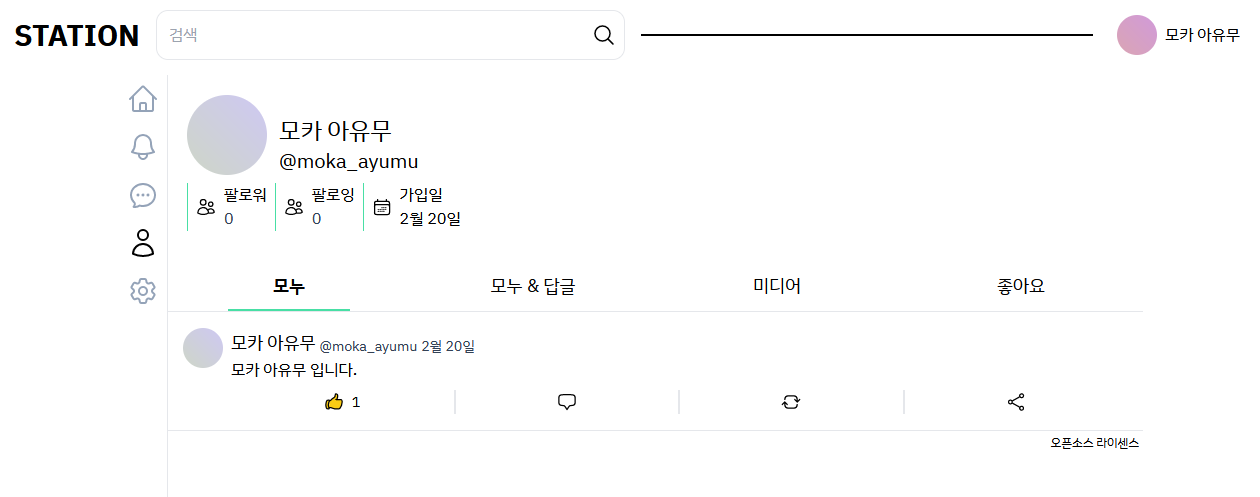 STATION 검색 모카 아유무
모카 아유무
@moka_ayumu
팔로워 팔로잉 가입일
0 0 2월 20일
모누 모누 & 답글 미디어 좋아요
모카 아유무 @moka_ayumu 2월 20일
모카 아유무 입니다.
1
오픈소스 라이센스